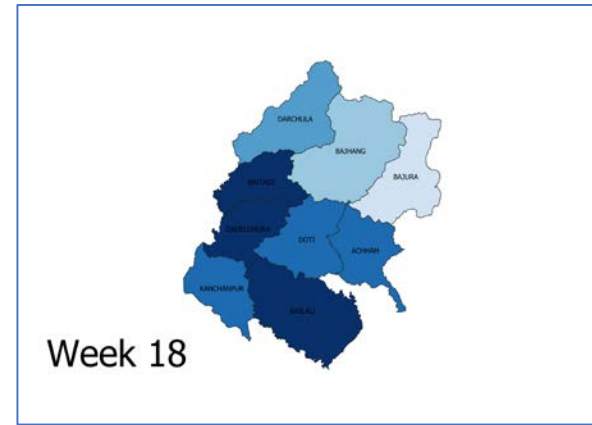 DARCHULA
BAJHANG
BAJURA
BAITADI
DADELDHURA
DOTI
ACHHAM
KANCHANPUR
KAILALI
Week 18